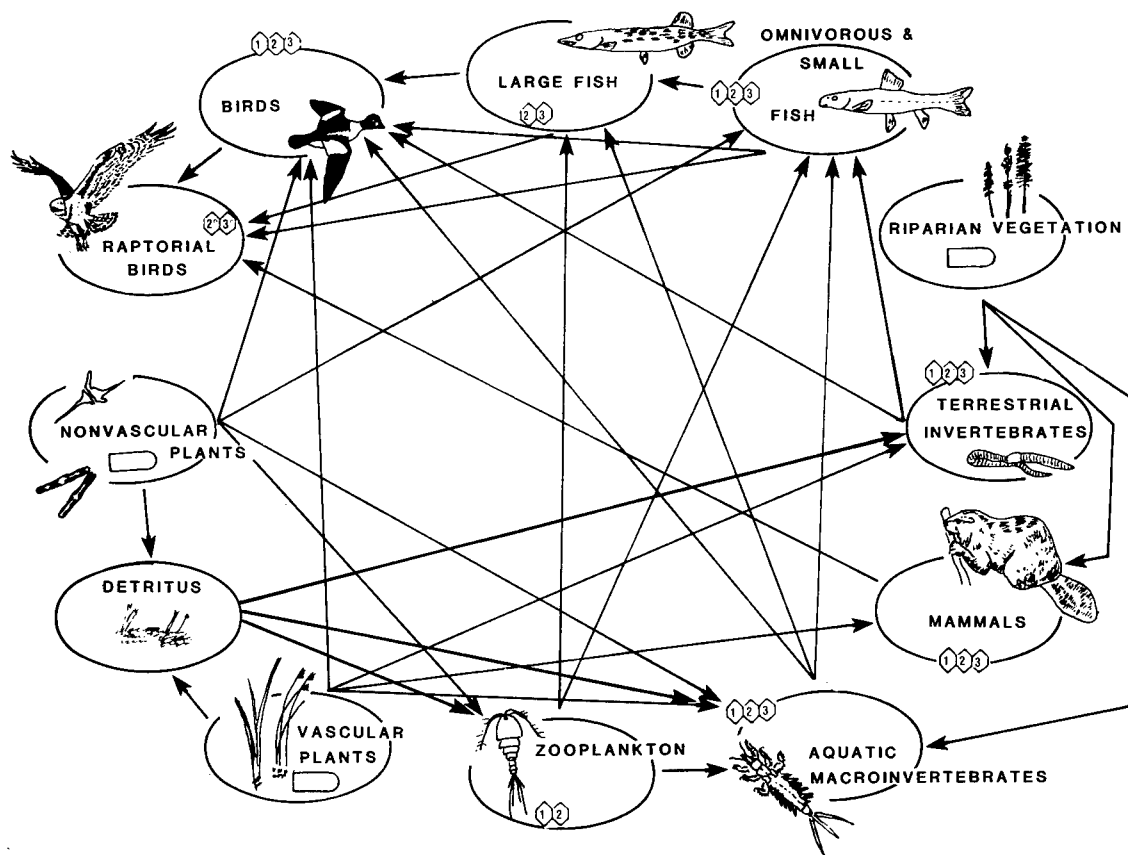 OMNIVOROUS &
SMALL
FISH
1 2 3
LARGE FISH
2 3
1 2 3
BIRDS
RIPARIAN VEGETATION
2 3
RAPTORIAL
BIRDS
1 2 3
TERRESTRIAL
INVERTEBRATES
NONVASCULAR
PLANTS
DETRITUS
MAMMALS
1 2 3
VASCULAR
PLANTS
ZOOPLANKTON
1 2
1 2 3
AQUATIC
MACROINVERTEBRATES